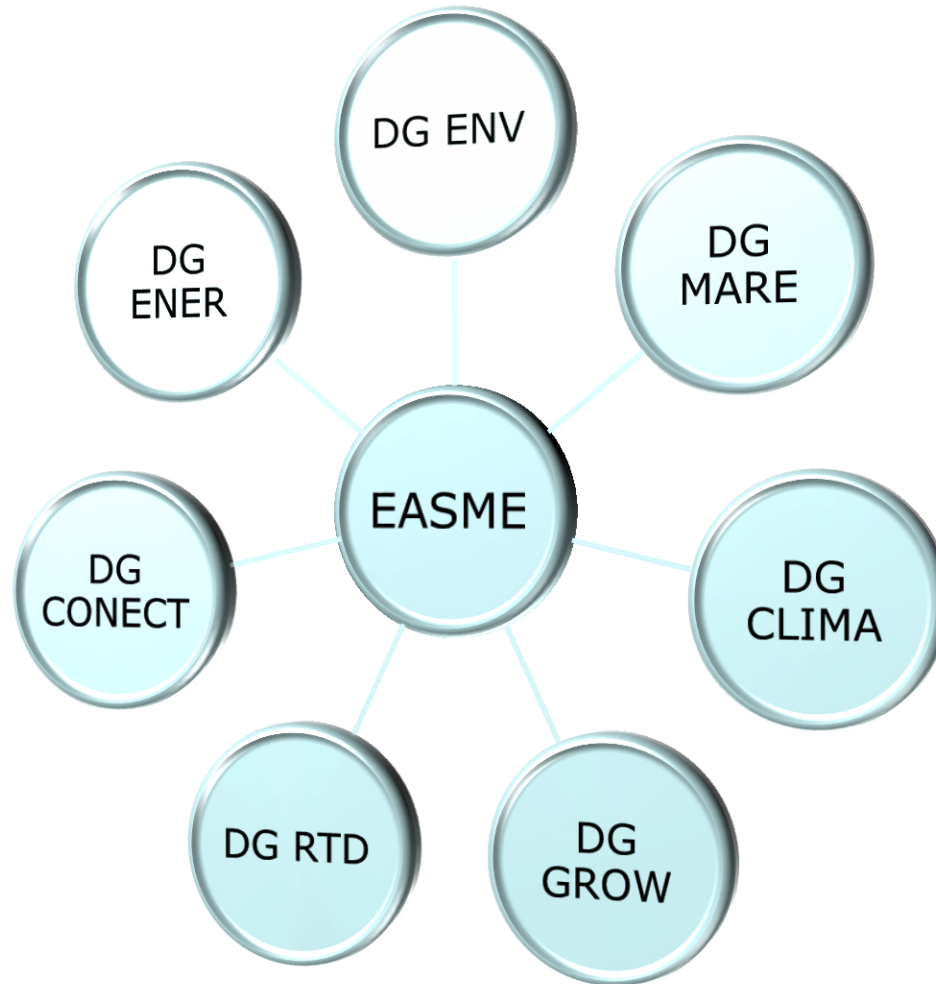 DG ENV
DG
MARE
DG
ENER
EASME
DG
CONECT
DG
CLIMA
DG RTD
DG
GROW